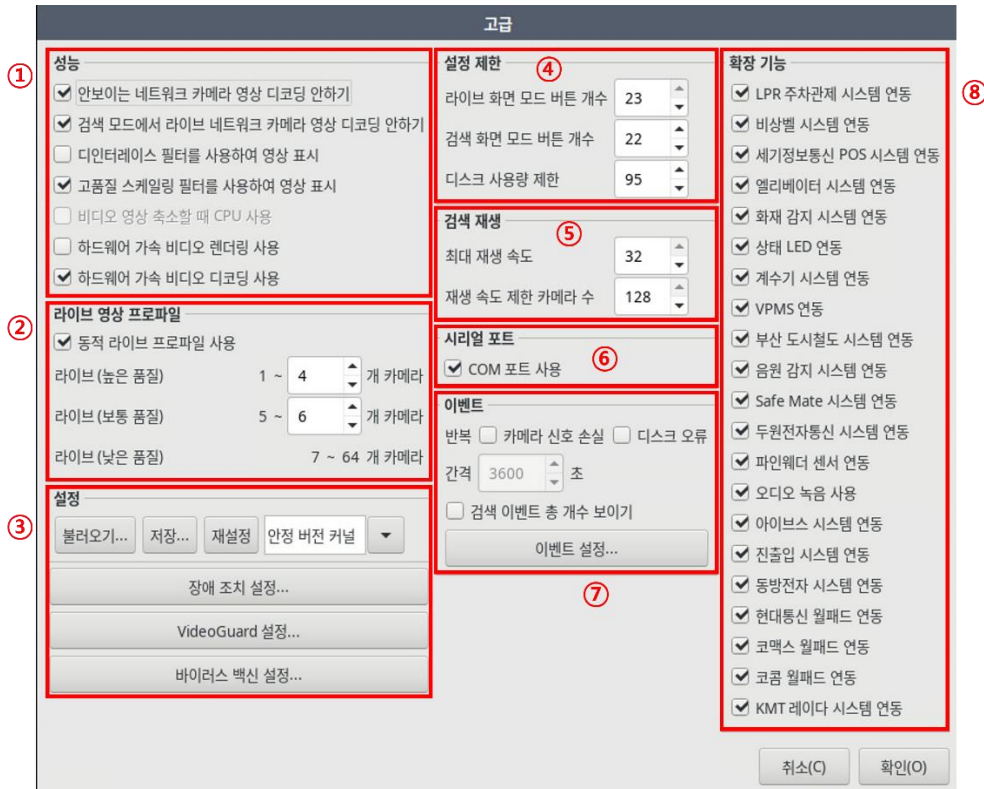 고급
①
성능
안보이는 네트워크 카메라 영상 디코딩 안하기
검색 모드에서 라이브 네트워크 카메라 영상 디코딩 안하기
디인터레이스 필터를 사용하여 영상 표시
고품질 스케일링 필터를 사용하여 영상 표시
비디오 영상 축소할 때 CPU 사용
하드웨어 가속 비디오 렌더링 사용
하드웨어 가속 비디오 디코딩 사용
②
라이브 영상 프로파일
동적 라이브 프로파일 사용
라이브 (높은 품질) 1 ~ 4 개 카메라
라이브 (보통 품질) 5 ~ 6 개 카메라
라이브 (낮은 품질) 7 ~ 64 개 카메라
③
설정
불러오기... 저장... 재설정 안정 버전 커널
장애 조치 설정...
VideoGuard 설정...
바이러스 백신 설정...
설정 제한 ④
라이브 화면 모드 버튼 개수 23
검색 화면 모드 버튼 개수 22
디스크 사용량 제한 95
검색 재생 ⑤
최대 재생 속도 32
재생 속도 제한 카메라 수 128
시리얼 포트 ⑥
COM 포트 사용
이벤트
반복 카메라 신호 손실 디스크 오류
간격 3600 초
검색 이벤트 총 개수 보이기
이벤트 설정...
⑦
확장 기능
⑧
LPR 주차관제 시스템 연동
비상벨 시스템 연동
세기정보통신 POS 시스템 연동
엘리베이터 시스템 연동
화재 감지 시스템 연동
상태 LED 연동
계수기 시스템 연동
VPMS 연동
부산 도시철도 시스템 연동
음원 감지 시스템 연동
Safe Mate 시스템 연동
두원전자통신 시스템 연동
파인웨더 센서 연동
오디오 녹음 사용
아이브스 시스템 연동
진출입 시스템 연동
동방전자 시스템 연동
현대통신 월패드 연동
코맥스 월패드 연동
코콤 월패드 연동
KMT 레이다 시스템 연동
취소(C) 확인(O)